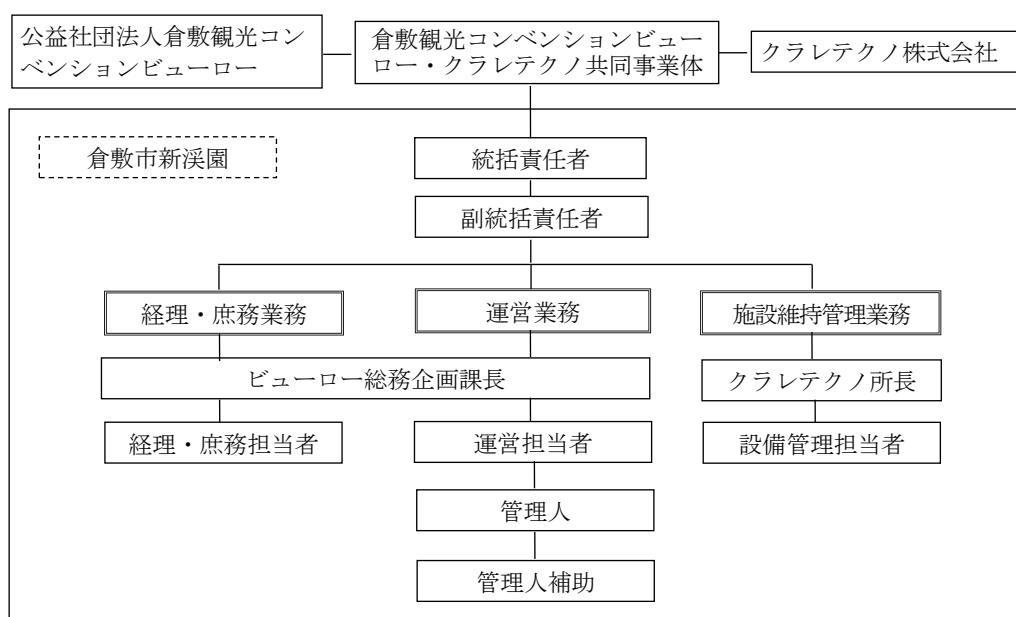 公益社団法人倉敷観光コン
ベンションビューロー
倉敷観光コンベンションビュー
ロー・クラレテクノ共同事業体
クラレテクノ株式会社
倉敷市新渓園
統括責任者
副統括責任者
経理・庶務業務
運営業務
施設維持管理業務
ビューロー総務企画課長
クラレテクノ所長
経理・庶務担当者
運営担当者
設備管理担当者
管理人
管理人補助